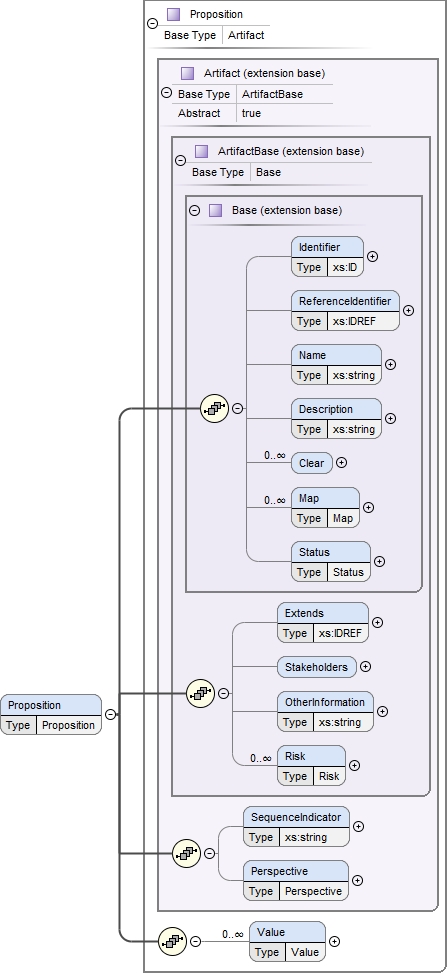 Proposition
Base Type Artifact
Artifact (extension base)
Base Type ArtifactBase
Abstract true
ArtifactBase (extension base)
Base Type Base
Base (extension base)
Identifier
Type xs:ID
ReferenceIdentifier
Type xs:IDREF
Name
Type xs:string
Description
Type xs:string
0..∞
Clear
0..∞
Map
Type Map
Status
Type Status
Extends
Type xs:IDREF
Stakeholders
OtherInformation
Type xs:string
0..∞
Risk
Type Risk
Proposition
Type Proposition
SequenceIndicator
Type xs:string
Perspective
Type Perspective
0..∞
Value
Type Value